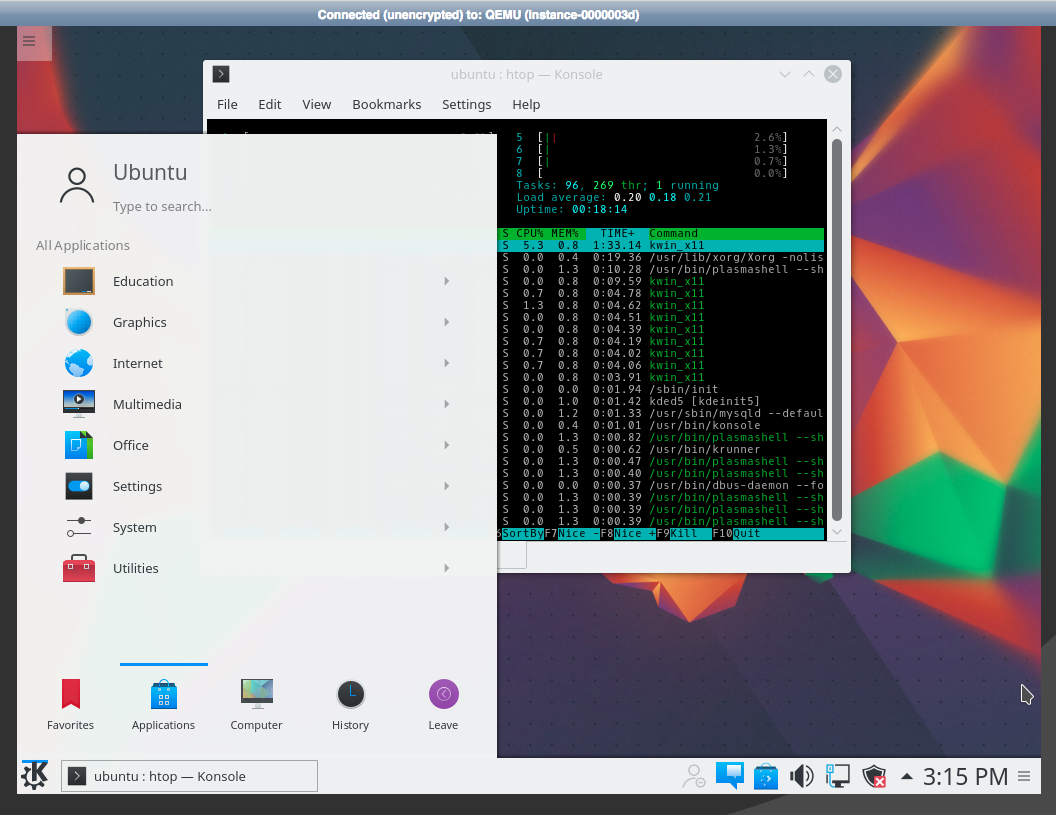 Connected (unencrypted) to: QEMU (instance-0000003d)
ubuntu : htop — Konsole
File Edit View Bookmarks Settings Help
5 [|| 2.6%]
6 [| 1.3%]
7 [| 0.7%]
8 [ 0.0%]
Tasks: 96, 269 thr; 1 running
Load average: 0.20 0.18 0.21
Uptime: 00:18:14
S CPU% MEM% TIME+ Command
S 5.3 0.8 1:33.14 kwin_x11
S 0.0 0.4 0:19.36 /usr/lib/xorg/Xorg -nolis
S 0.0 1.3 0:10.28 /usr/bin/plasmashell --sh
S 0.0 0.8 0:09.59 kwin_x11
S 0.7 0.8 0:04.78 kwin_x11
S 1.3 0.8 0:04.62 kwin_x11
S 0.0 0.8 0:04.51 kwin_x11
S 0.0 0.8 0:04.39 kwin_x11
S 0.7 0.8 0:04.19 kwin_x11
S 0.7 0.8 0:04.02 kwin_x11
S 0.7 0.8 0:04.06 kwin_x11
S 0.0 0.8 0:03.91 kwin_x11
S 0.0 0.0 0:01.94 /sbin/init
S 0.0 1.0 0:01.42 kded5 [kdeinit5]
S 0.0 1.2 0:01.33 /usr/sbin/mysqld --defaul
S 0.0 0.4 0:01.01 /usr/bin/konsole
S 0.0 1.3 0:00.82 /usr/bin/plasmashell --sh
S 0.0 0.5 0:00.62 /usr/bin/krunner
S 0.0 1.3 0:00.47 /usr/bin/plasmashell --sh
S 0.0 1.3 0:00.40 /usr/bin/plasmashell --sh
S 0.0 0.0 0:00.37 /usr/bin/dbus-daemon --fo
S 0.0 1.3 0:00.39 /usr/bin/plasmashell --sh
S 0.0 1.3 0:00.39 /usr/bin/plasmashell --sh
S 0.0 1.3 0:00.39 /usr/bin/plasmashell --sh
SortByF7Nice -F8Nice +F9Kill F10Quit
Ubuntu
Type to search...
All Applications
Education
Graphics
Internet
Multimedia
Office
Settings
System
Utilities
Favorites Applications Computer History Leave
ubuntu : htop — Konsole
3:15 PM